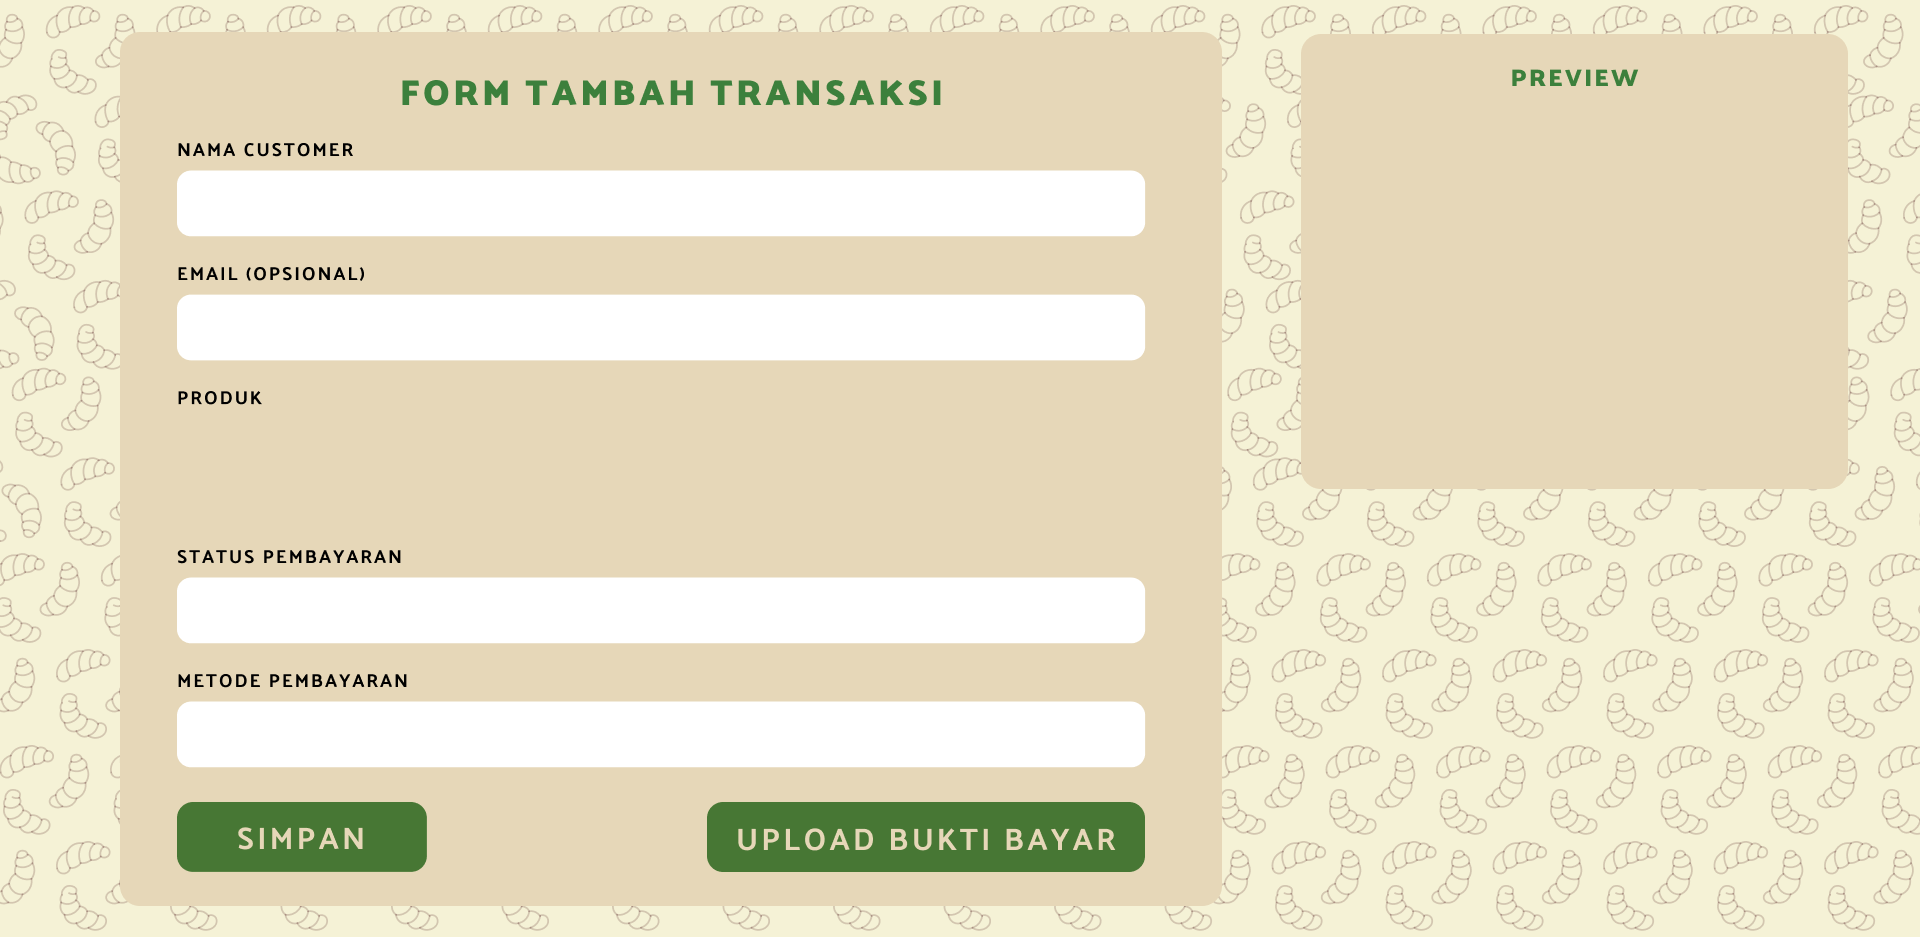 FORM TAMBAH TRANSAKSI
NAMA CUSTOMER
EMAIL (OPSIONAL)
PRODUK
STATUS PEMBAYARAN
METODE PEMBAYARAN
SIMPAN
UPLOAD BUKTI BAYAR
PREVIEW